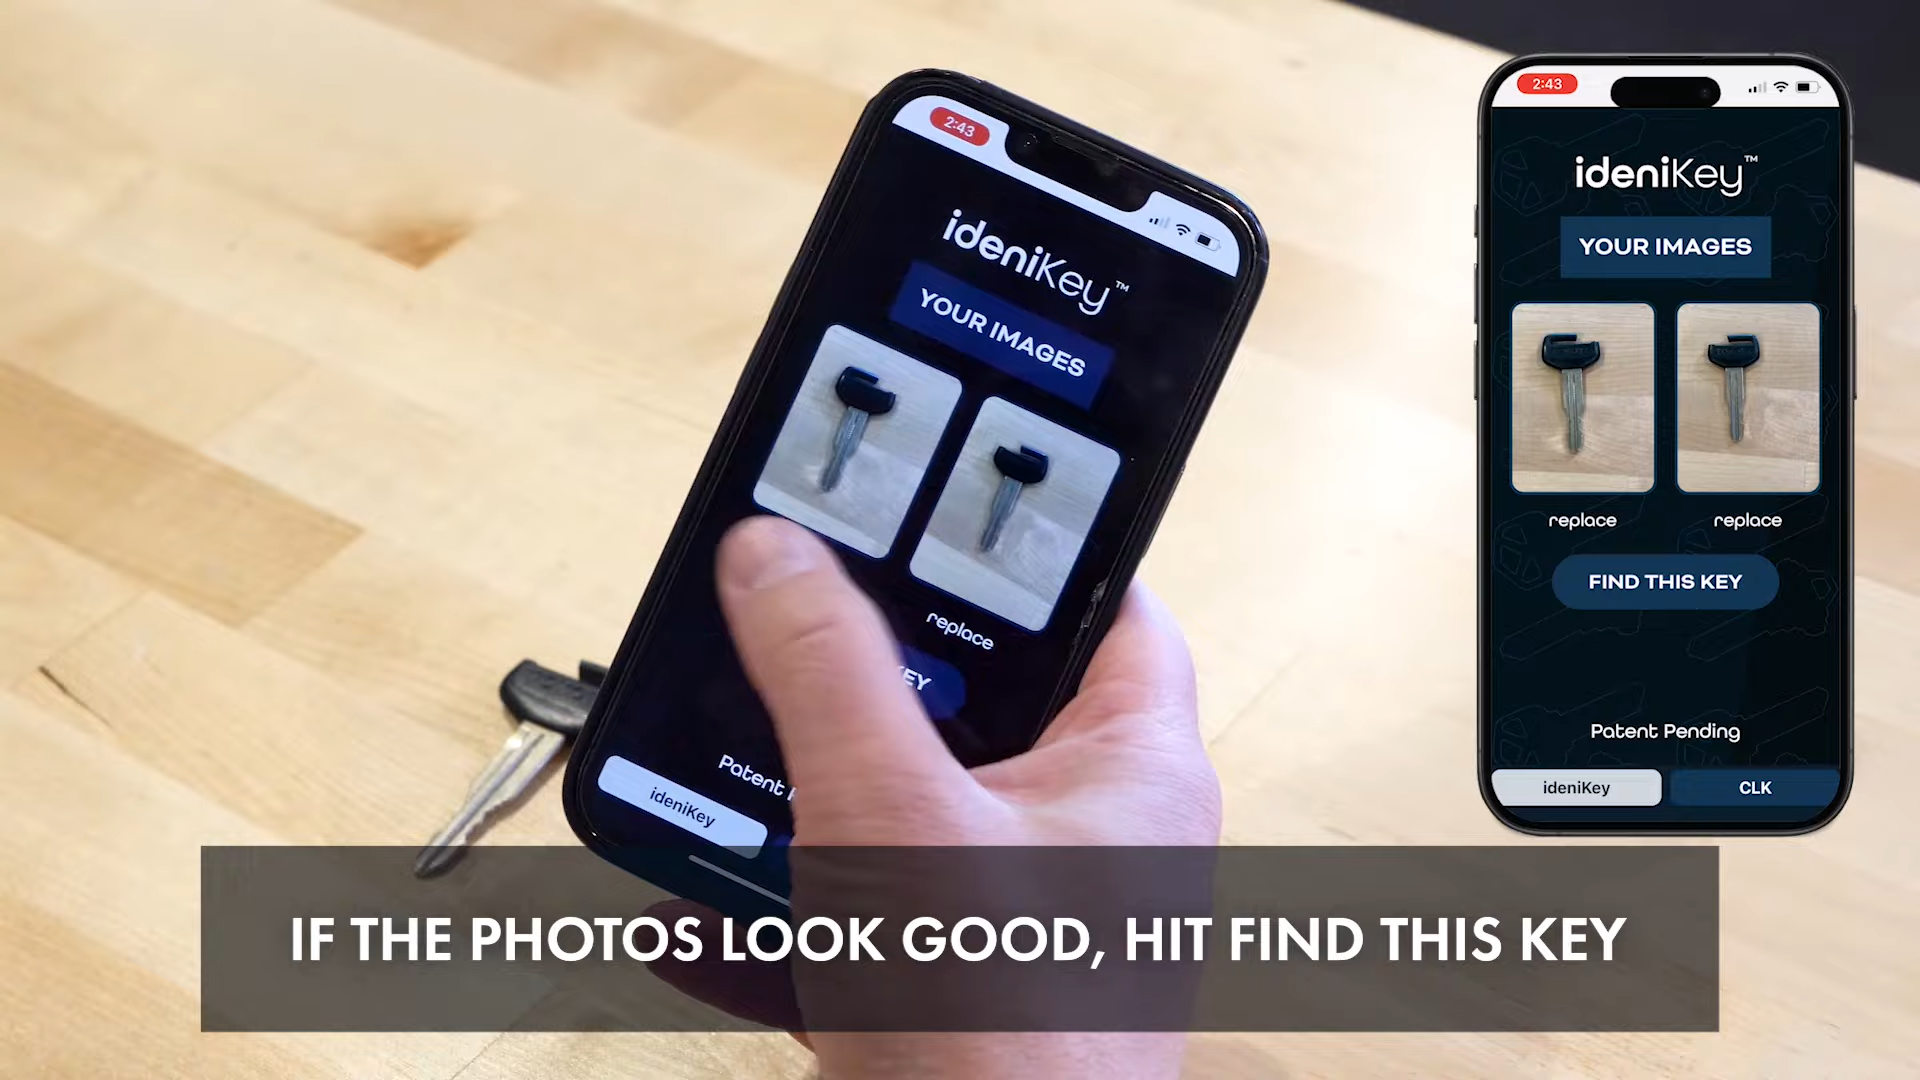 2:43
ideniKey™
YOUR IMAGES
replace
KEY
Patent
ideniKey
2:43
ideniKey™
YOUR IMAGES
replace
replace
FIND THIS KEY
Patent Pending
ideniKey
CLK
IF THE PHOTOS LOOK GOOD, HIT FIND THIS KEY